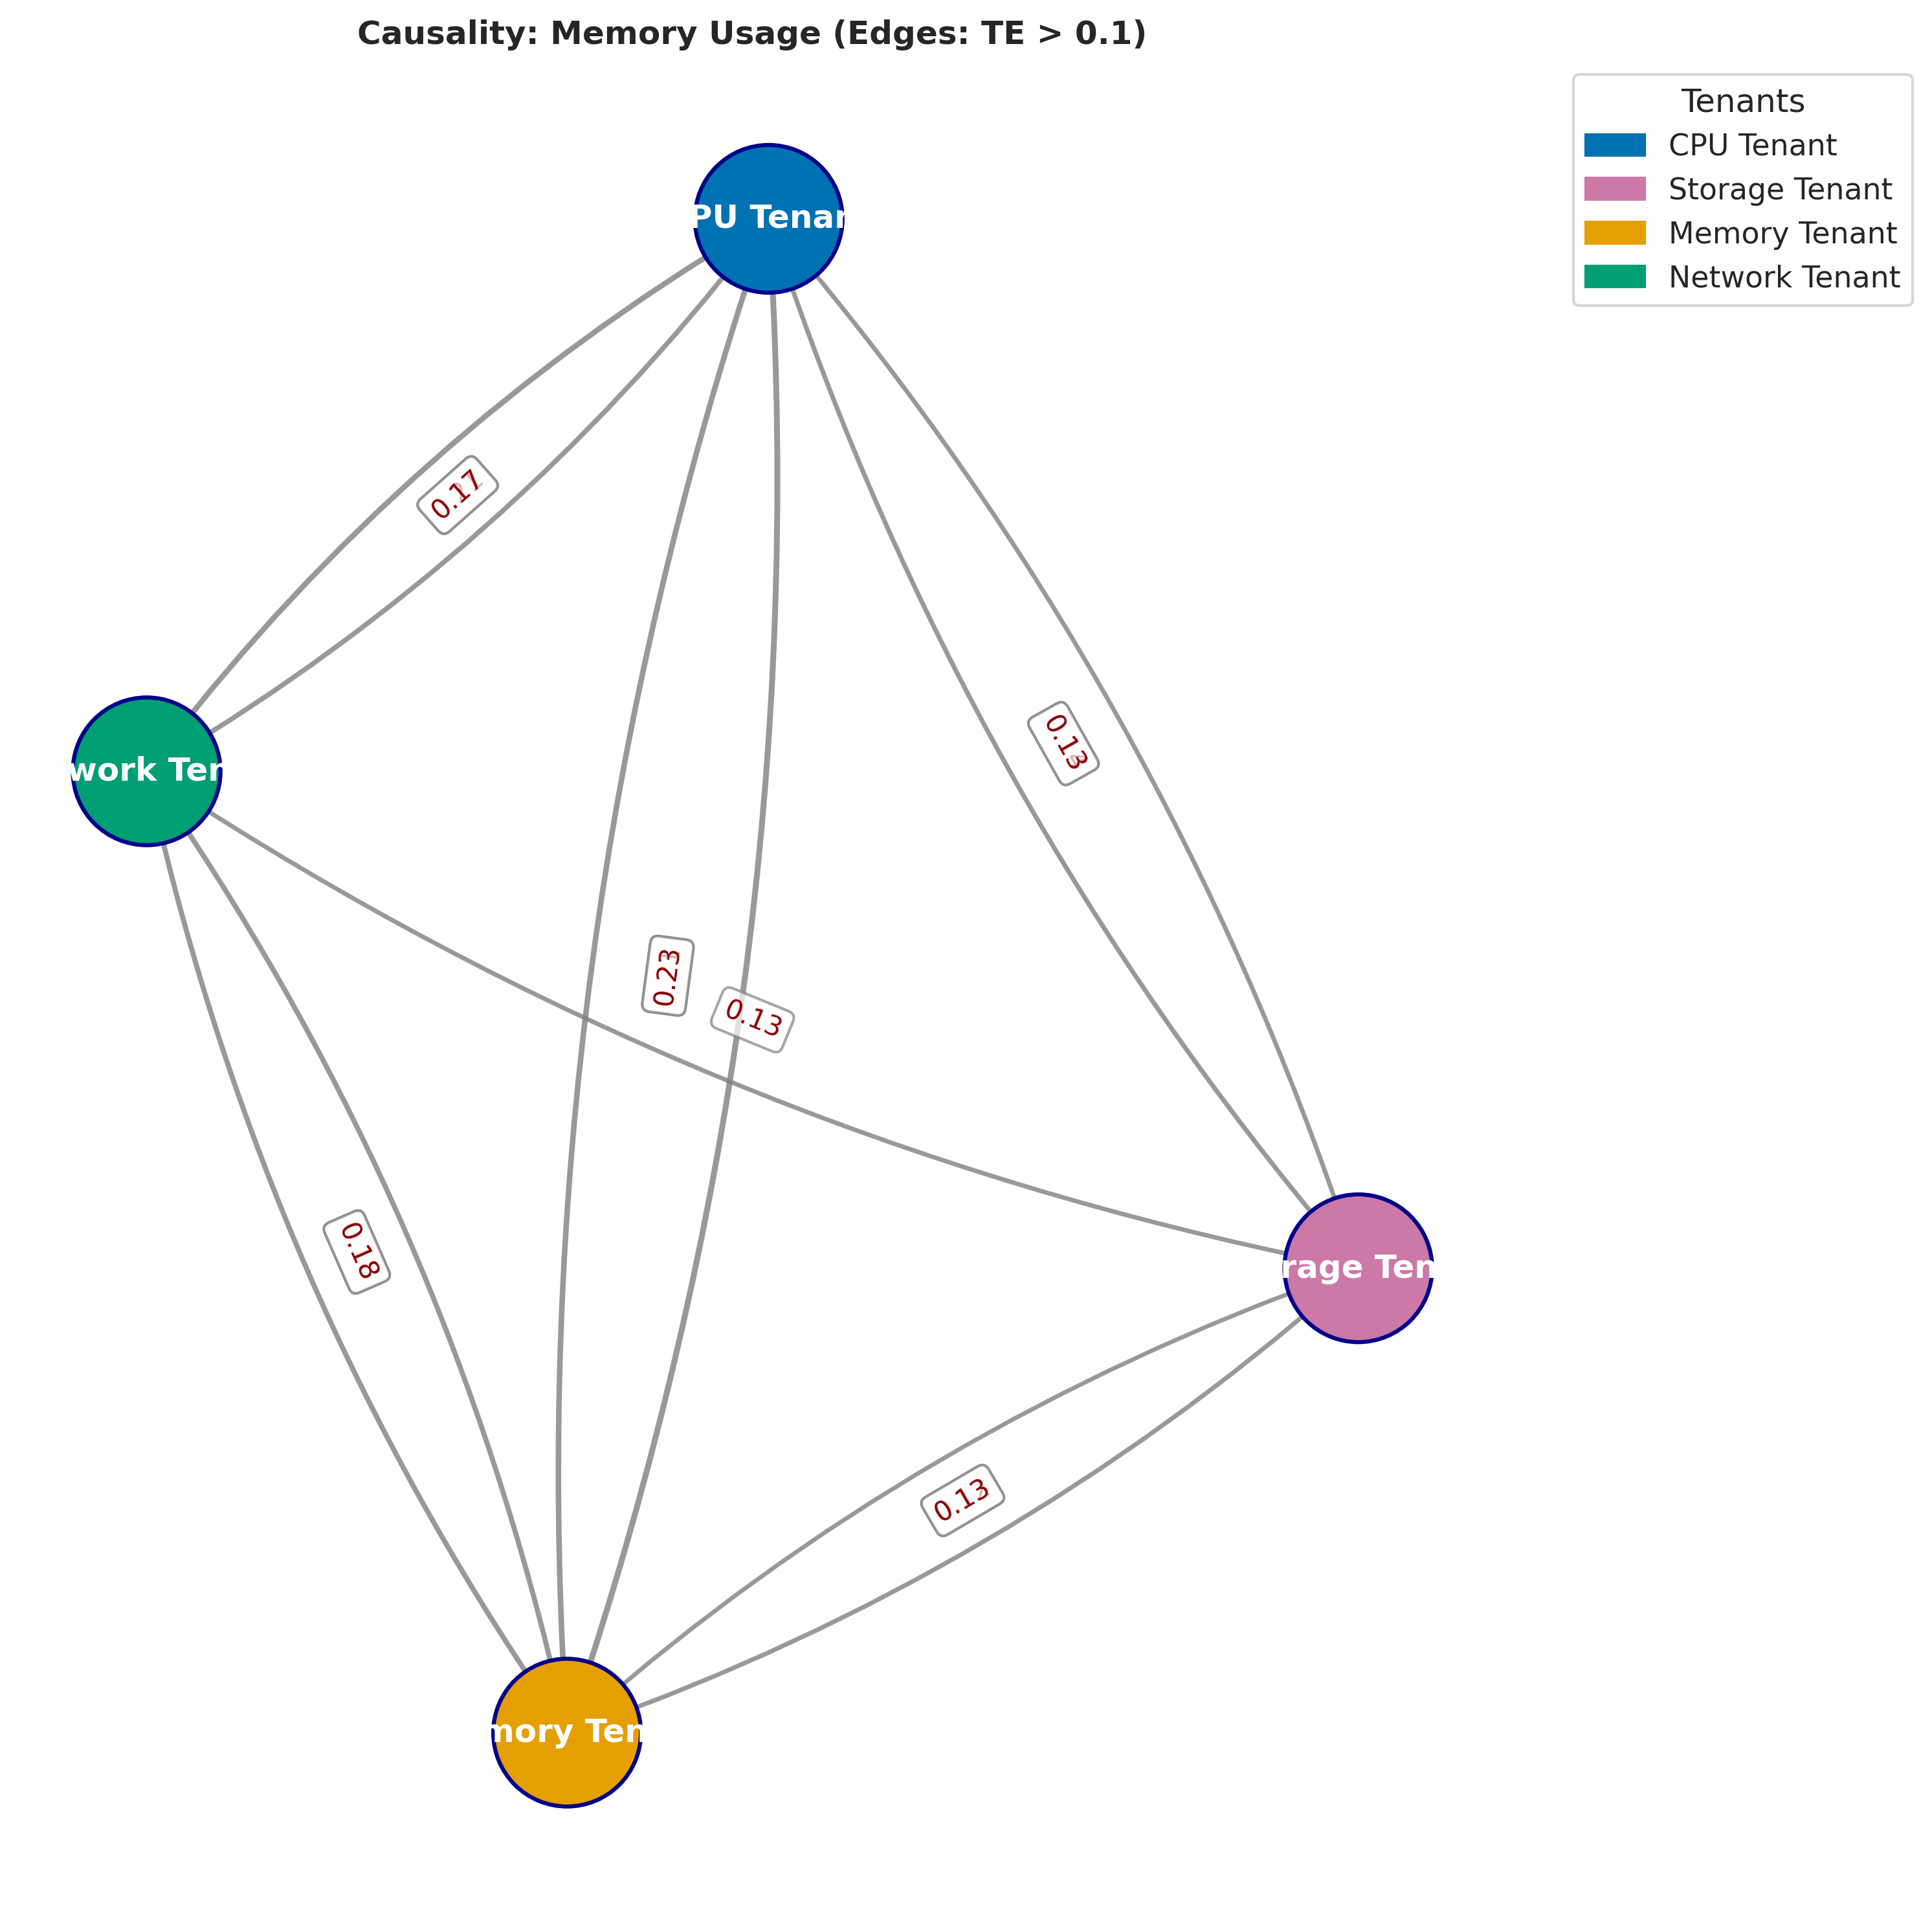 Causality: Memory Usage (Edges: TE > 0.1)
Tenants
CPU Tenant
Storage Tenant
Memory Tenant
Network Tenant
PU Tenan
0.17
work Ten
0.13
0.23
0.13
0.18
rage Ten
0.13
mory Ten